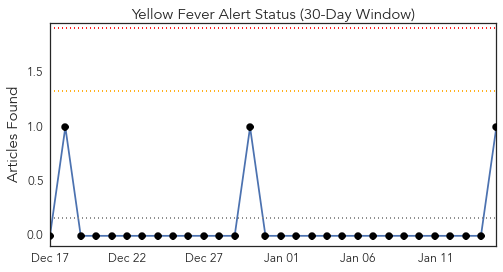 Yellow Fever Alert Status (30-Day Window)
Articles Found
1.5
1.0
0.5
0.0
Dec 17 Dec 22 Dec 27 Jan 01 Jan 06 Jan 11